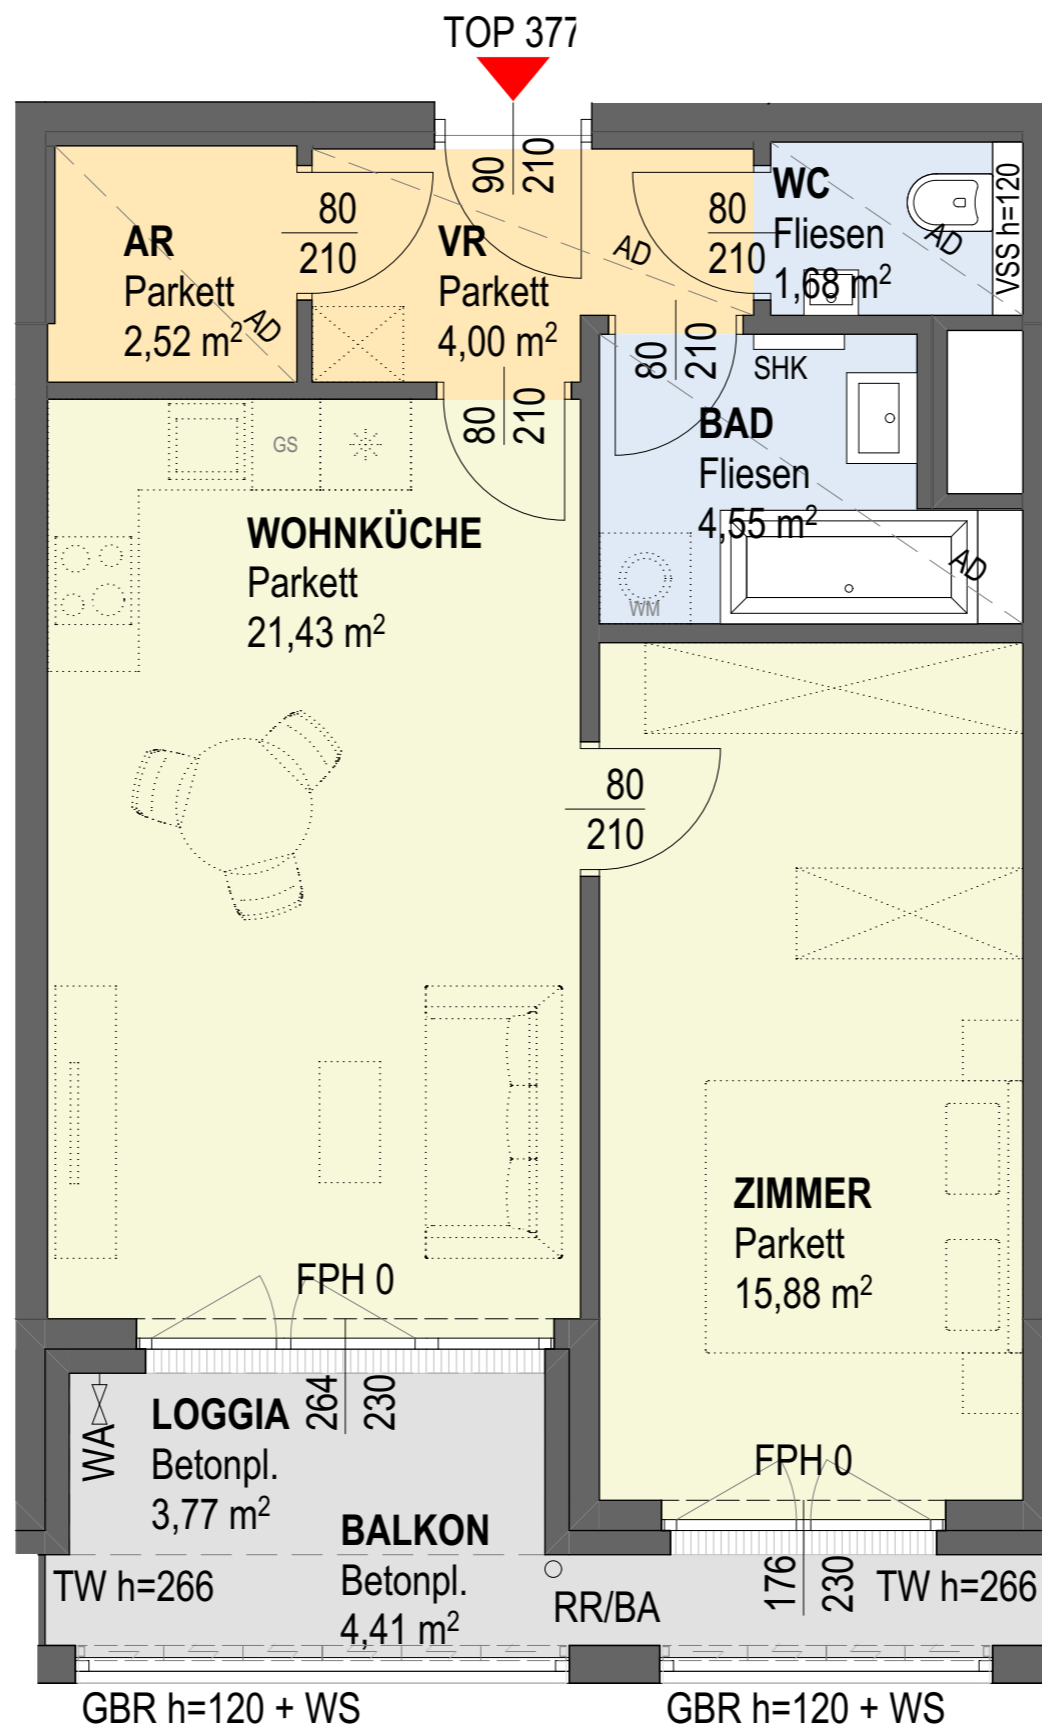 TOP 377
90
210
AR
Parkett
2,52 m²
AD
80
210
VR
Parkett
4,00 m²
AD
80
210
WC
Fliesen
1,68 m²
AD
VSS h=120
80
210
80
210
SHK
BAD
Fliesen
4,55 m²
AD
WM
GS
WOHNKÜCHE
Parkett
21,43 m²
80
210
ZIMMER
Parkett
15,88 m²
FPH 0
264
230
WA
LOGGIA
Betonpl.
3,77 m²
FPH 0
176
230
BALKON
Betonpl.
4,41 m²
TW h=266
RR/BA
TW h=266
GBR h=120 + WS
GBR h=120 + WS